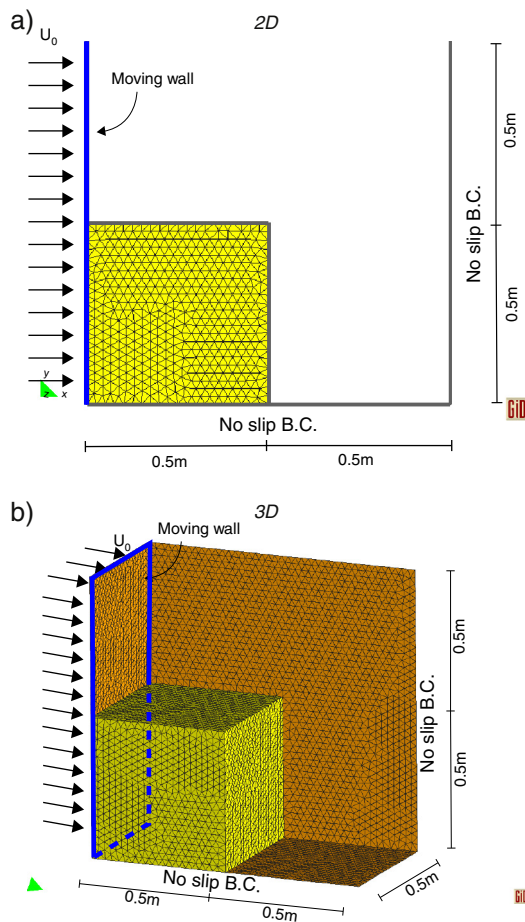 a)
2D
U0
Moving wall
0.5m
No slip B.C.
0.5m
y
z x
No slip B.C.
GiD
0.5m
0.5m
b)
3D
U0
Moving wall
0.5m
No slip B.C.
0.5m
No slip B.C.
0.5m
0.5m
0.5m